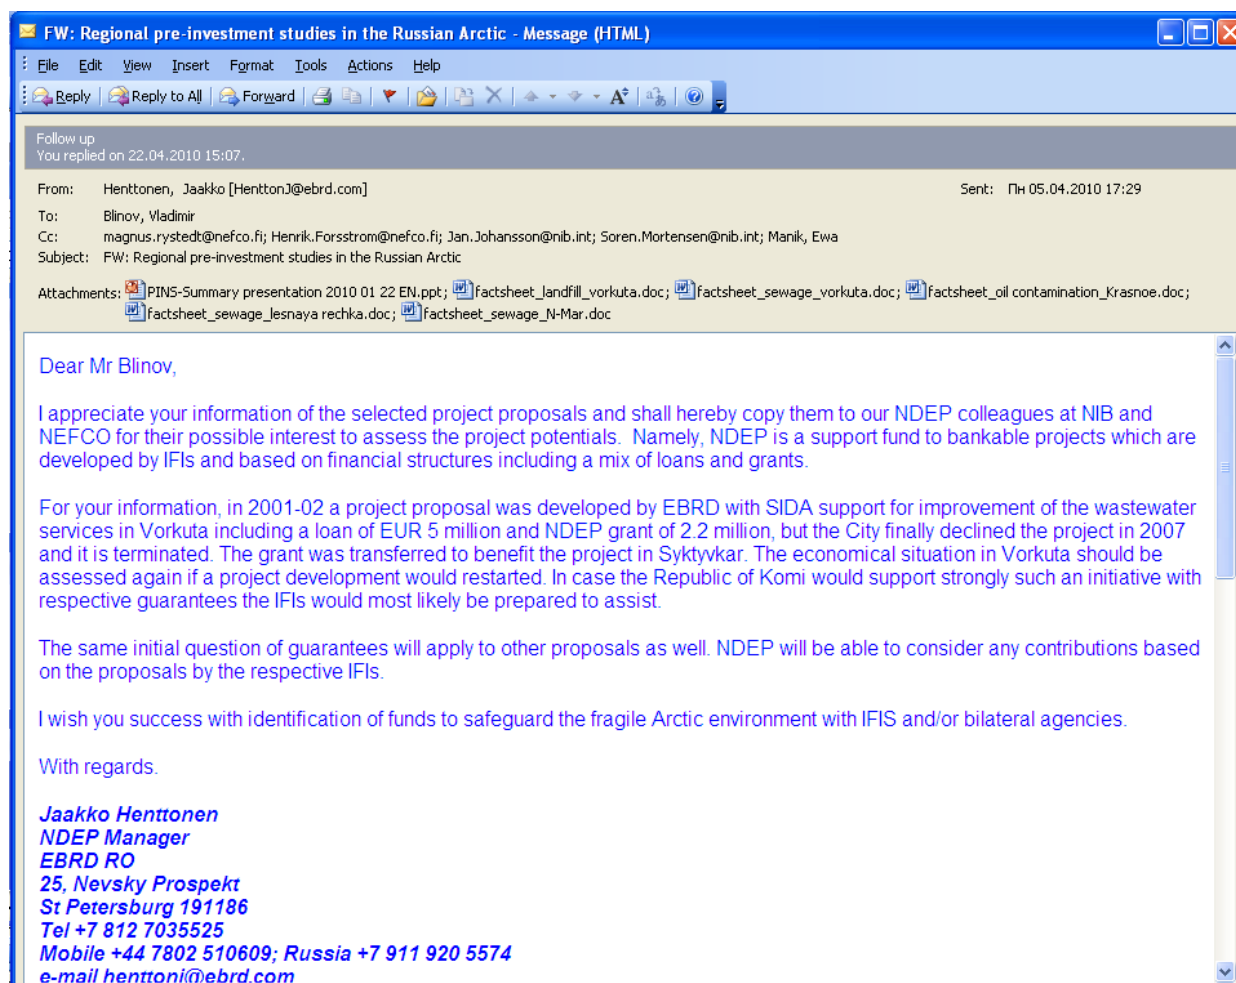 FW: Regional pre-investment studies in the Russian Arctic - Message (HTML)
File Edit View Insert Format Tools Actions Help
Reply Reply to All Forward
Follow up
You replied on 22.04.2010 15:07.
From: Henttonen, Jaakko [HenttonJ@ebrd.com] Sent: Пн 05.04.2010 17:29
To: Blinov, Vladimir
Cc: magnus.rystedt@nefco.fi; Henrik.Forsstrom@nefco.fi; Jan.Johansson@nib.int; Soren.Mortensen@nib.int; Manik, Ewa
Subject: FW: Regional pre-investment studies in the Russian Arctic
Attachments: PINS-Summary presentation 2010 01 22 EN.ppt; factsheet_landfill_vorkuta.doc; factsheet_sewage_vorkuta.doc; factsheet_oil contamination_Krasnoe.doc;
factsheet_sewage_lesnaya rechka.doc; factsheet_sewage_N-Mar.doc
Dear Mr Blinov,
I appreciate your information of the selected project proposals and shall hereby copy them to our NDEP colleagues at NIB and
NEFCO for their possible interest to assess the project potentials. Namely, NDEP is a support fund to bankable projects which are
developed by IFIs and based on financial structures including a mix of loans and grants.
For your information, in 2001-02 a project proposal was developed by EBRD with SIDA support for improvement of the wastewater
services in Vorkuta including a loan of EUR 5 million and NDEP grant of 2.2 million, but the City finally declined the project in 2007
and it is terminated. The grant was transferred to benefit the project in Syktyvkar. The economical situation in Vorkuta should be
assessed again if a project development would restarted. In case the Republic of Komi would support strongly such an initiative with
respective guarantees the IFIs would most likely be prepared to assist.
The same initial question of guarantees will apply to other proposals as well. NDEP will be able to consider any contributions based
on the proposals by the respective IFIs.
I wish you success with identification of funds to safeguard the fragile Arctic environment with IFIS and/or bilateral agencies.
With regards.
Jaakko Henttonen
NDEP Manager
EBRD RO
25, Nevsky Prospekt
St Petersburg 191186
Tel +7 812 7035525
Mobile +44 7802 510609; Russia +7 911 920 5574
e-mail henttonj@ebrd.com